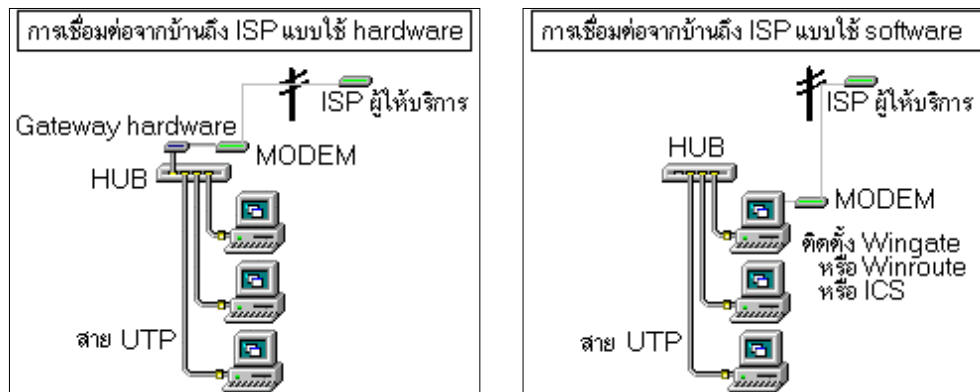 การเชื่อมต่อจากบ้านถึง ISP แบบใช้ hardware
ISP ผู้ให้บริการ
Gateway hardware
MODEM
HUB
สาย UTP
การเชื่อมต่อจากบ้านถึง ISP แบบใช้ software
ISP ผู้ให้บริการ
HUB
MODEM
ติดตั้ง Wingate
หรือ Winroute
หรือ ICS
สาย UTP